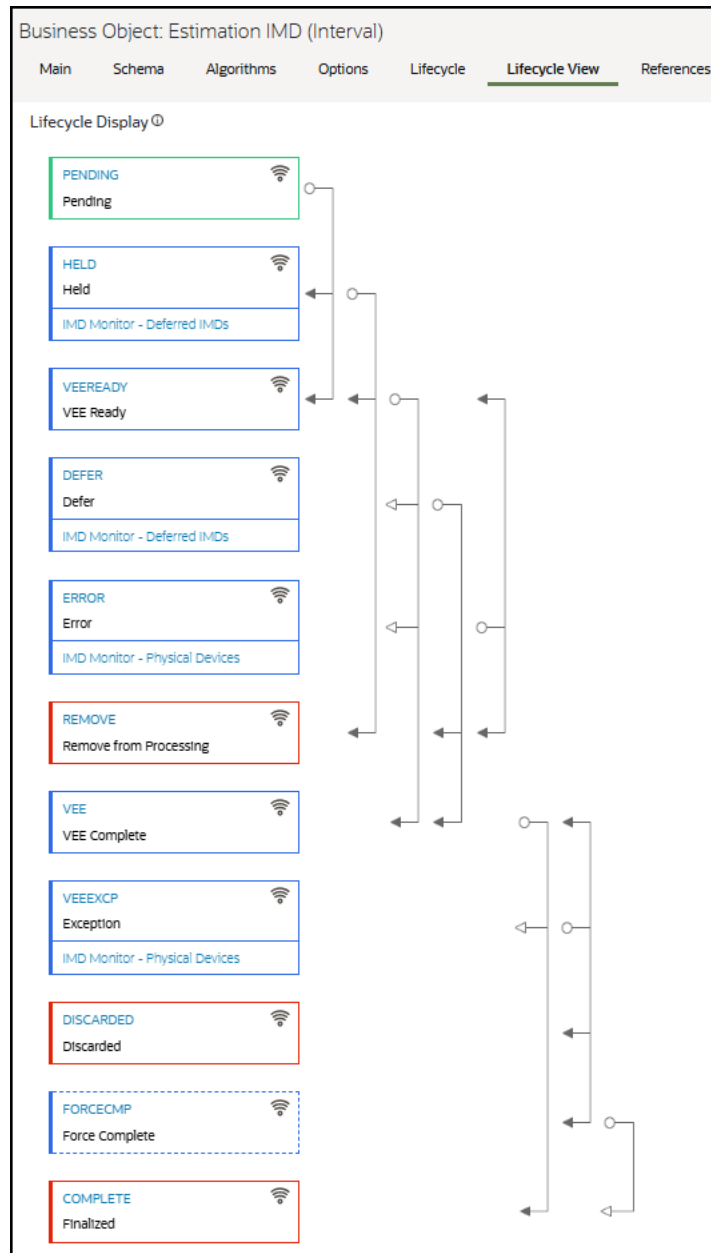 Business Object: Estimation IMD (Interval)
Main Schema Algorithms Options Lifecycle Lifecycle View References
Lifecycle Display
PENDING
Pending
HELD
Held
IMD Monitor - Deferred IMDs
VEEREADY
VEE Ready
DEFER
Defer
IMD Monitor - Deferred IMDs
ERROR
Error
IMD Monitor - Physical Devices
REMOVE
Remove from Processing
VEE
VEE Complete
VEEEXCP
Exception
IMD Monitor - Physical Devices
DISCARDED
Discarded
FORCECMP
Force Complete
COMPLETE
Finalized